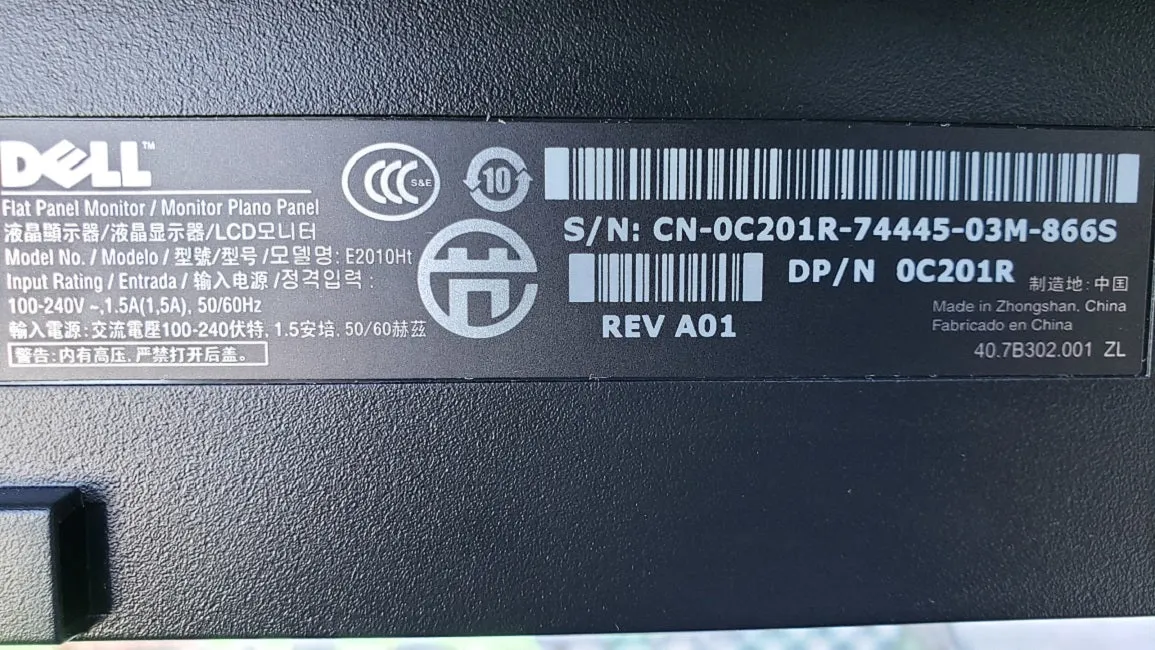 DELL™
Flat Panel Monitor / Monitor Plano Panel
液晶顯示器/液晶显示器/LCD모니터
Model No. / Modelo / 型號/型号 /모델명: E2010Ht
Input Rating / Entrada / 输入电源 /정격입력 :
100-240V ~,1.5A(1,5A), 50/60Hz
輸入電源:交流電壓100-240伏特, 1.5安培, 50/60赫茲
警告:内有高压,严禁打开后盖。
CCC S&E
10
节
S/N: CN-0C201R-74445-03M-866S
DP/N 0C201R
REV A01
制造地:中国
Made in Zhongshan, China
Fabricado en China
40.7B302.001 ZL